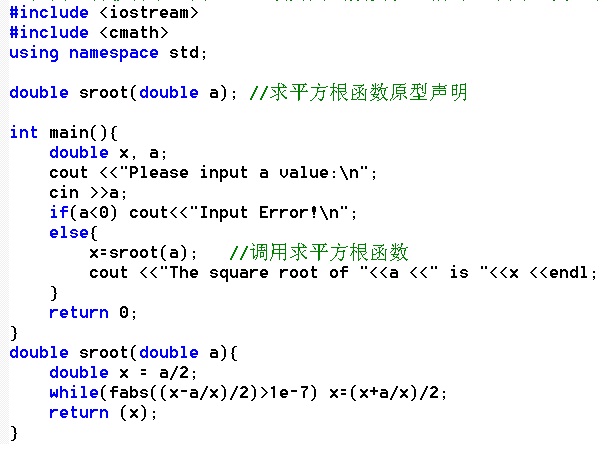 #include <iostream>
#include <cmath>
using namespace std;
double sroot(double a); //求平方根函数原型声明
int main(){
    double x, a;
    cout <<"Please input a value:\n";
    cin >>a;
    if(a<0) cout<<"Input Error!\n";
    else{
        x=sroot(a);   //调用求平方根函数
        cout <<"The square root of "<<a <<" is "<<x <<endl;
    }
    return 0;
}
double sroot(double a){
    double x = a/2;
    while(fabs((x-a/x)/2)>1e-7) x=(x+a/x)/2;
    return (x);
}